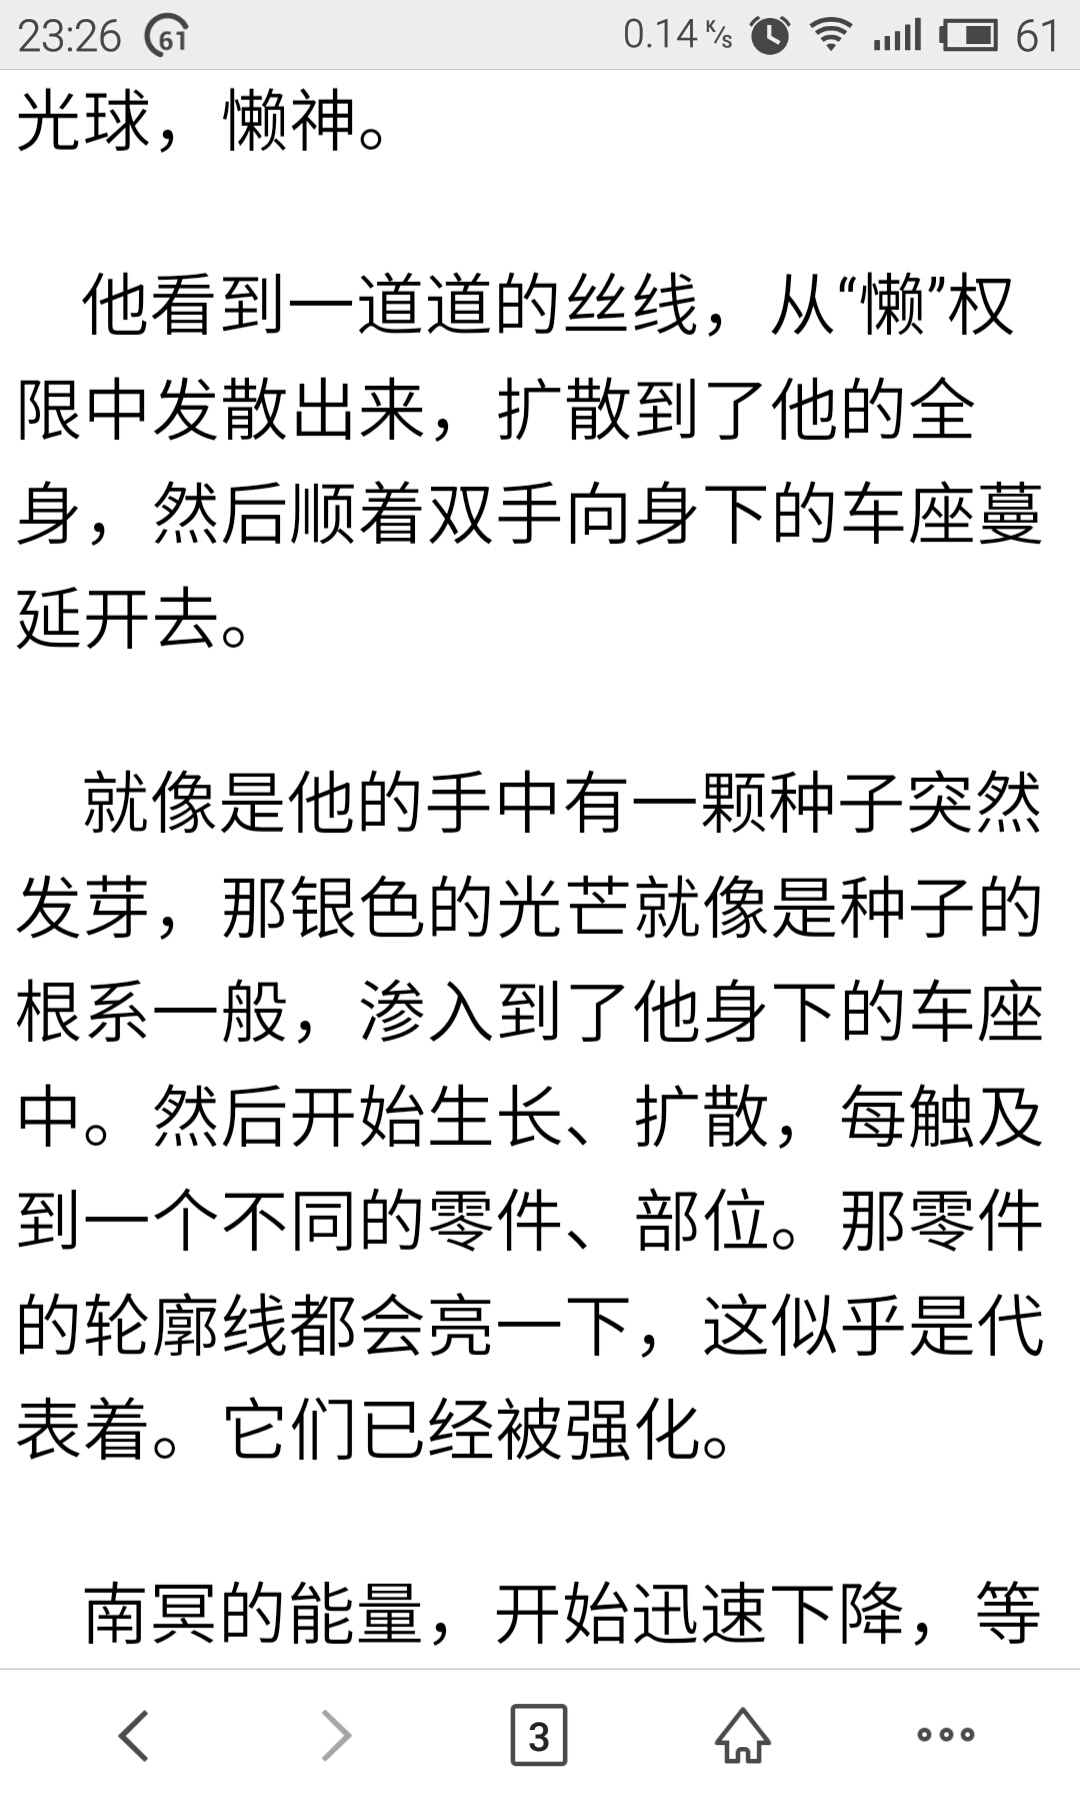 23:26 61 0.14 K/s 61
光球，懒神。
他看到一道道的丝线，从“懒”权
限中发散出来，扩散到了他的全
身，然后顺着双手向身下的车座蔓
延开去。
就像是他的手中有一颗种子突然
发芽，那银色的光芒就像是种子的
根系一般，渗入到了他身下的车座
中。然后开始生长、扩散，每触及
到一个不同的零件、部位。那零件
的轮廓线都会亮一下，这似乎是代
表着。它们已经被强化。
南冥的能量，开始迅速下降，等
3